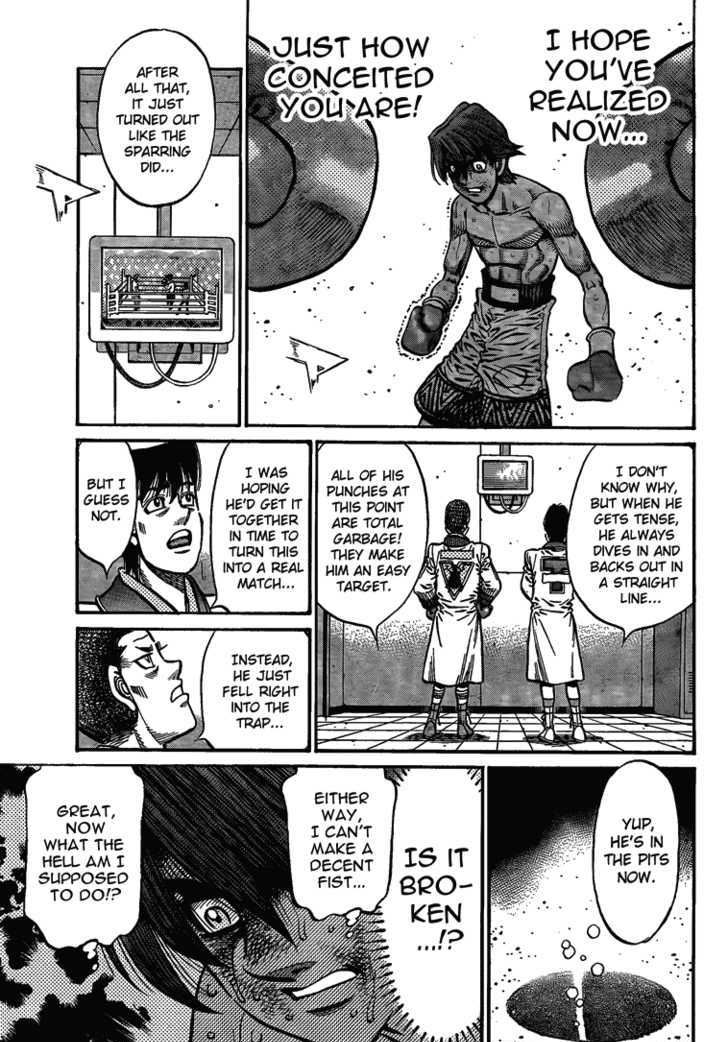 I HOPE
YOU'VE
REALIZED
NOW...
JUST HOW
CONCEITED
YOU ARE!
AFTER
ALL THAT,
IT JUST
TURNED OUT
LIKE THE
SPARRING
DID...
I DON'T
KNOW WHY,
BUT WHEN HE
GETS TENSE,
HE ALWAYS
DIVES IN AND
BACKS OUT IN
A STRAIGHT
LINE...
ALL OF HIS
PUNCHES AT
THIS POINT
ARE TOTAL
GARBAGE!
THEY MAKE
HIM AN EASY
TARGET.
I WAS
HOPING
HE'D GET IT
TOGETHER
IN TIME TO
TURN THIS
INTO A REAL
MATCH...
BUT I
GUESS
NOT.
INSTEAD,
HE JUST
FELL RIGHT
INTO THE
TRAP...
YUP,
HE'S IN
THE PITS
NOW.
IS IT
BRO-
KEN
...!?
EITHER
WAY,
I CAN'T
MAKE A
DECENT
FIST...
GREAT,
NOW
WHAT THE
HELL AM I
SUPPOSED
TO DO!?